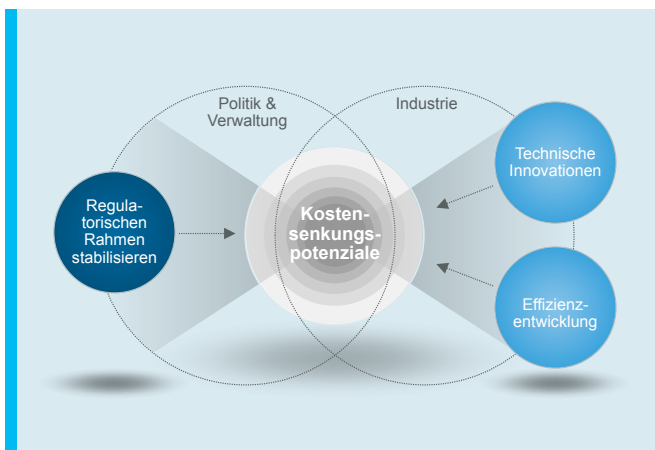 Politik &
Verwaltung
Industrie
Technische
Innovationen
Regula-
torischen
Rahmen
stabilisieren
Kosten-
senkungs-
potenziale
Effizienz-
entwicklung